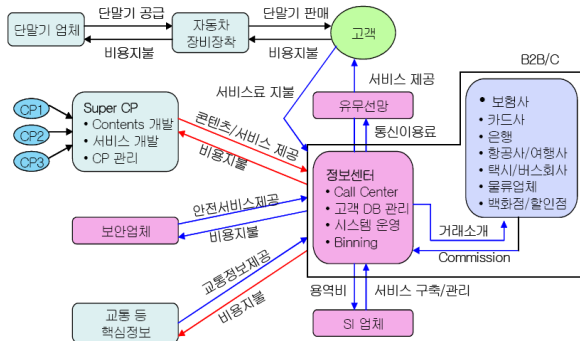 단말기 업체
단말기 공급
비용지불
자동차
장비장착
단말기 판매
비용지불
고객
서비스료 지불
서비스 제공
유무선망
통신이용료
B2B/C
CP1
CP2
CP3
Super CP
• Contents 개발
• 서비스 개발
• CP 관리
콘텐츠/서비스 제공
비용지불
정보센터
• Call Center
• 고객 DB 관리
• 시스템 운영
• Binning
• 보험사
• 카드사
• 은행
• 항공사/여행사
• 택시/버스회사
• 물류업체
• 백화점/할인점
거래소개
Commission
보안업체
안전서비스제공
비용지불
교통 등
핵심정보
교통정보제공
비용지불
용역비
서비스 구축/관리
SI 업체